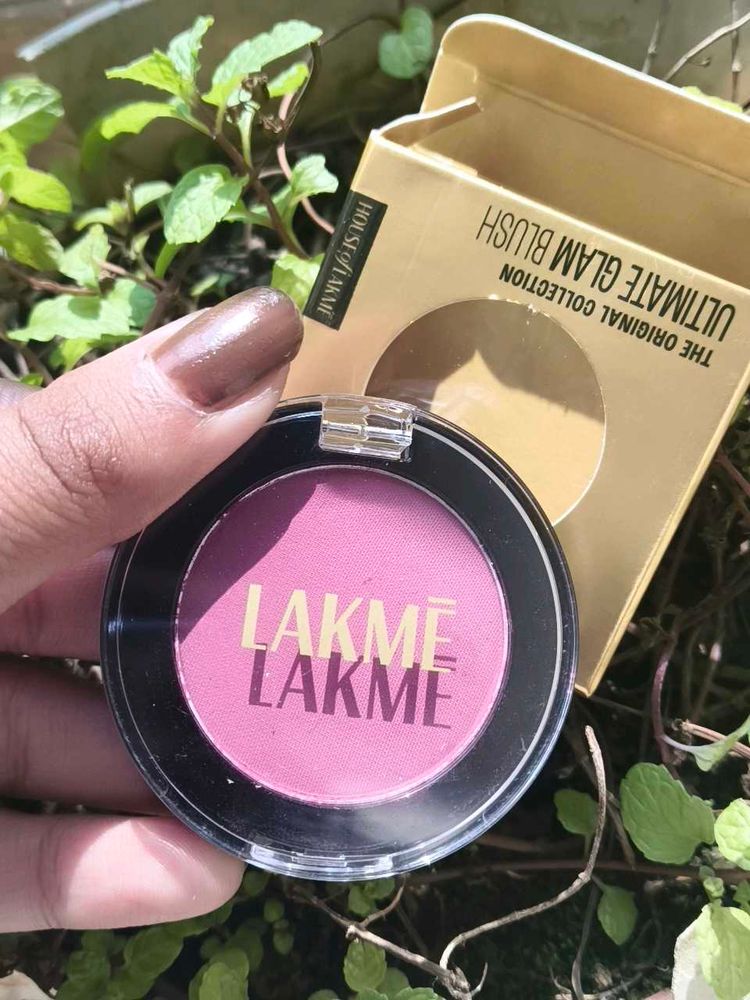 HOUSE of LAKMĒ
THE ORIGINAL COLLECTION
ULTIMATE GLAM BLUSH
LAKMĒ
LAKMĒ